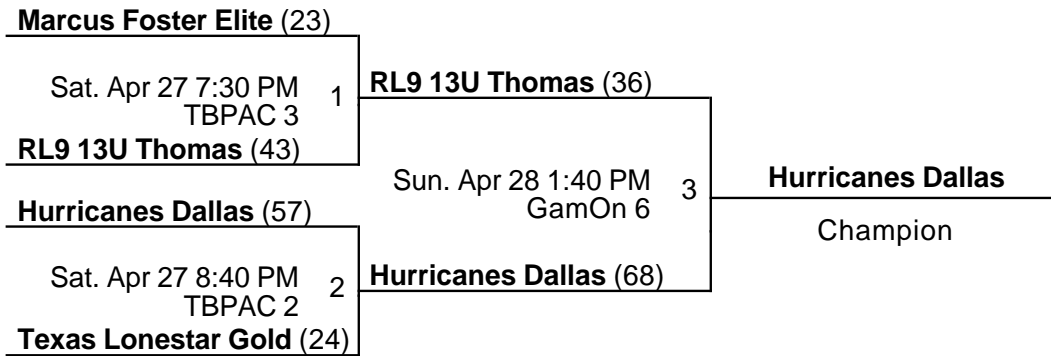 Marcus Foster Elite (23)
Sat. Apr 27 7:30 PM
TBPAC 3
1
RL9 13U Thomas (43)
Hurricanes Dallas (57)
Sat. Apr 27 8:40 PM
TBPAC 2
2
Texas Lonestar Gold (24)
RL9 13U Thomas (36)
Sun. Apr 28 1:40 PM
GamOn 6
3
Hurricanes Dallas (68)
Hurricanes Dallas
Champion